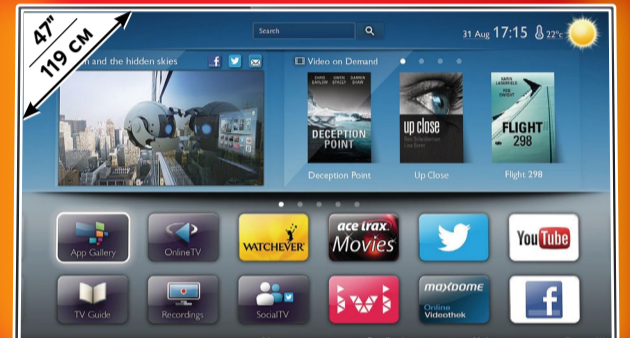 47"
119 CM
Search
31 Aug 17:15 22°c
and the hidden skies
Video on Demand
DECEPTION
POINT
up close
FLIGHT
298
Deception Point
Up Close
Flight 298
App Gallery
OnlineTV
WATCHEVER
ace trax.
Movies
YouTube
TV Guide
Recordings
SocialTV
iwi
maxdome
Online
Videothek